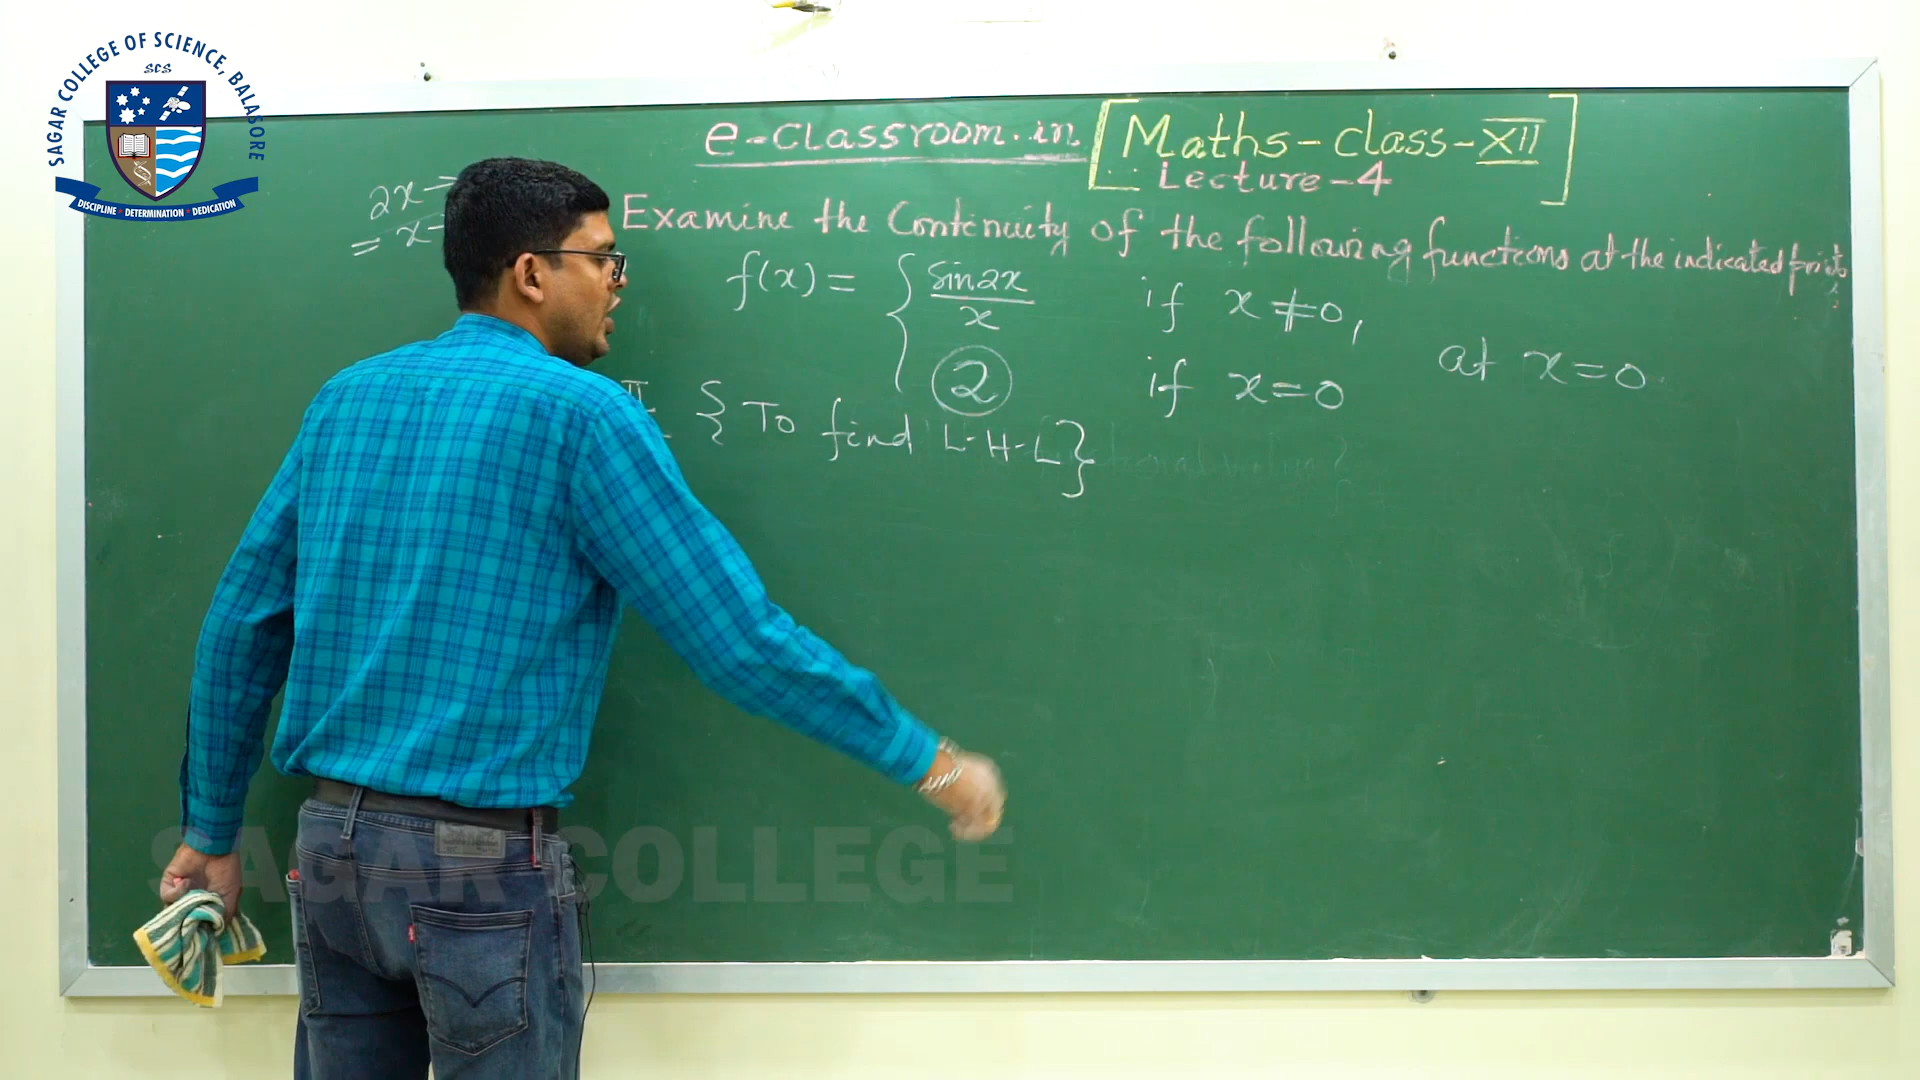 SAGAR COLLEGE OF SCIENCE, BALASORE
SCS
DISCIPLINE • DETERMINATION • DEDICATION
e-classroom.in
Maths-class-XII
Lecture-4
2x
= x
Examine the Continuity of the following functions at the indicated
f(x) = { sin2x / x if x ≠ 0,
2 if x = 0
at x = 0
II { To find L-H-L }
SAGAR COLLEGE